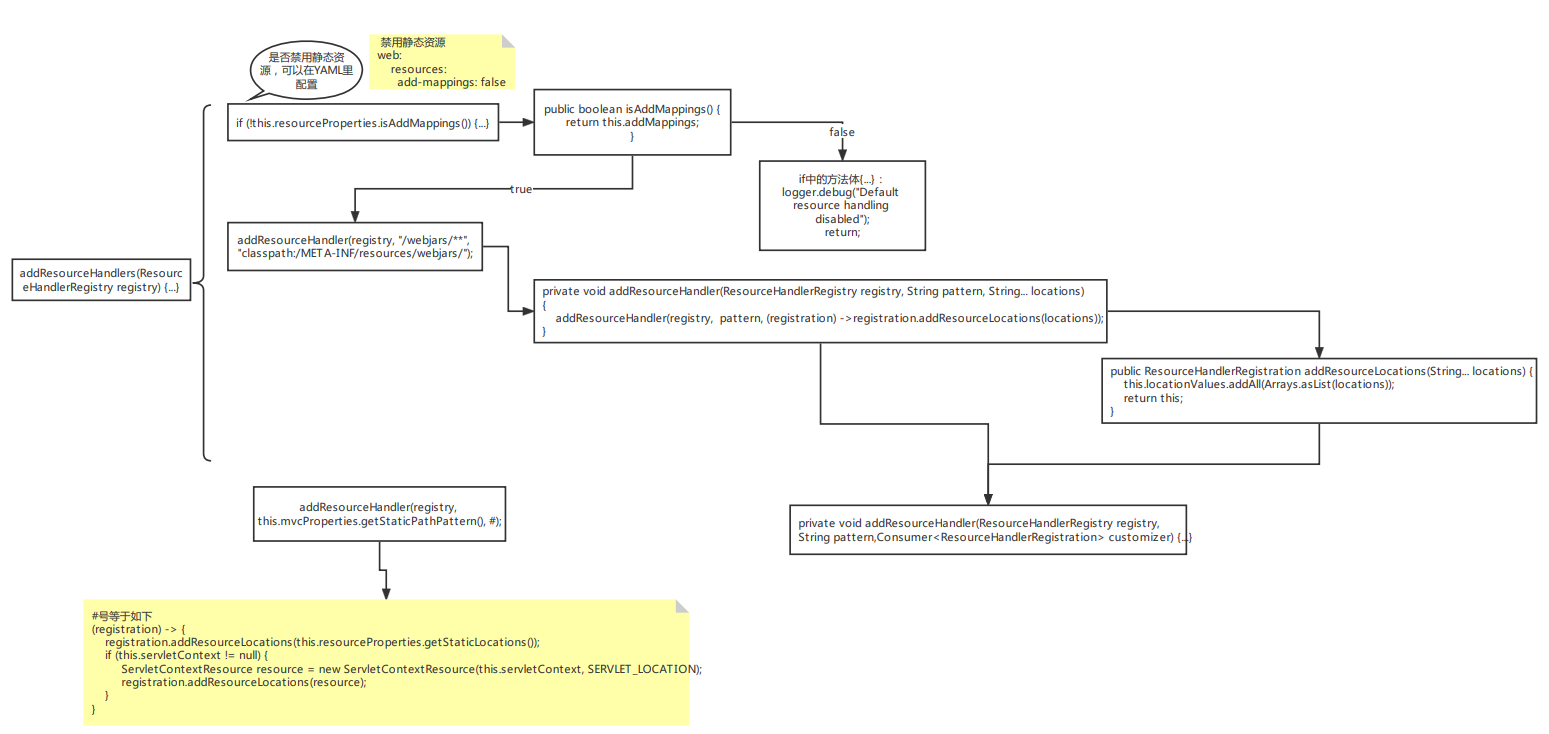 是否禁用静态资
源，可以在YAML里
配置
禁用静态资源
web:
resources:
add-mappings: false
if (!this.resourceProperties.isAddMappings()) {...}
public boolean isAddMappings() {
return this.addMappings;
}
false
if中的方法体{...}：
logger.debug("Default
resource handling
disabled");
return;
true
addResourceHandler(registry, "/webjars/**",
"classpath:/META-INF/resources/webjars/");
addResourceHandlers(Resourc
eHandlerRegistry registry) {...}
private void addResourceHandler(ResourceHandlerRegistry registry, String pattern, String... locations)
{
addResourceHandler(registry, pattern, (registration) ->registration.addResourceLocations(locations));
}
public ResourceHandlerRegistration addResourceLocations(String... locations) {
this.locationValues.addAll(Arrays.asList(locations));
return this;
}
addResourceHandler(registry,
this.mvcProperties.getStaticPathPattern(), #);
private void addResourceHandler(ResourceHandlerRegistry registry,
String pattern,Consumer<ResourceHandlerRegistration> customizer) {...}
#号等于如下
(registration) -> {
registration.addResourceLocations(this.resourceProperties.getStaticLocations());
if (this.servletContext != null) {
ServletContextResource resource = new ServletContextResource(this.servletContext, SERVLET_LOCATION);
registration.addResourceLocations(resource);
}
}